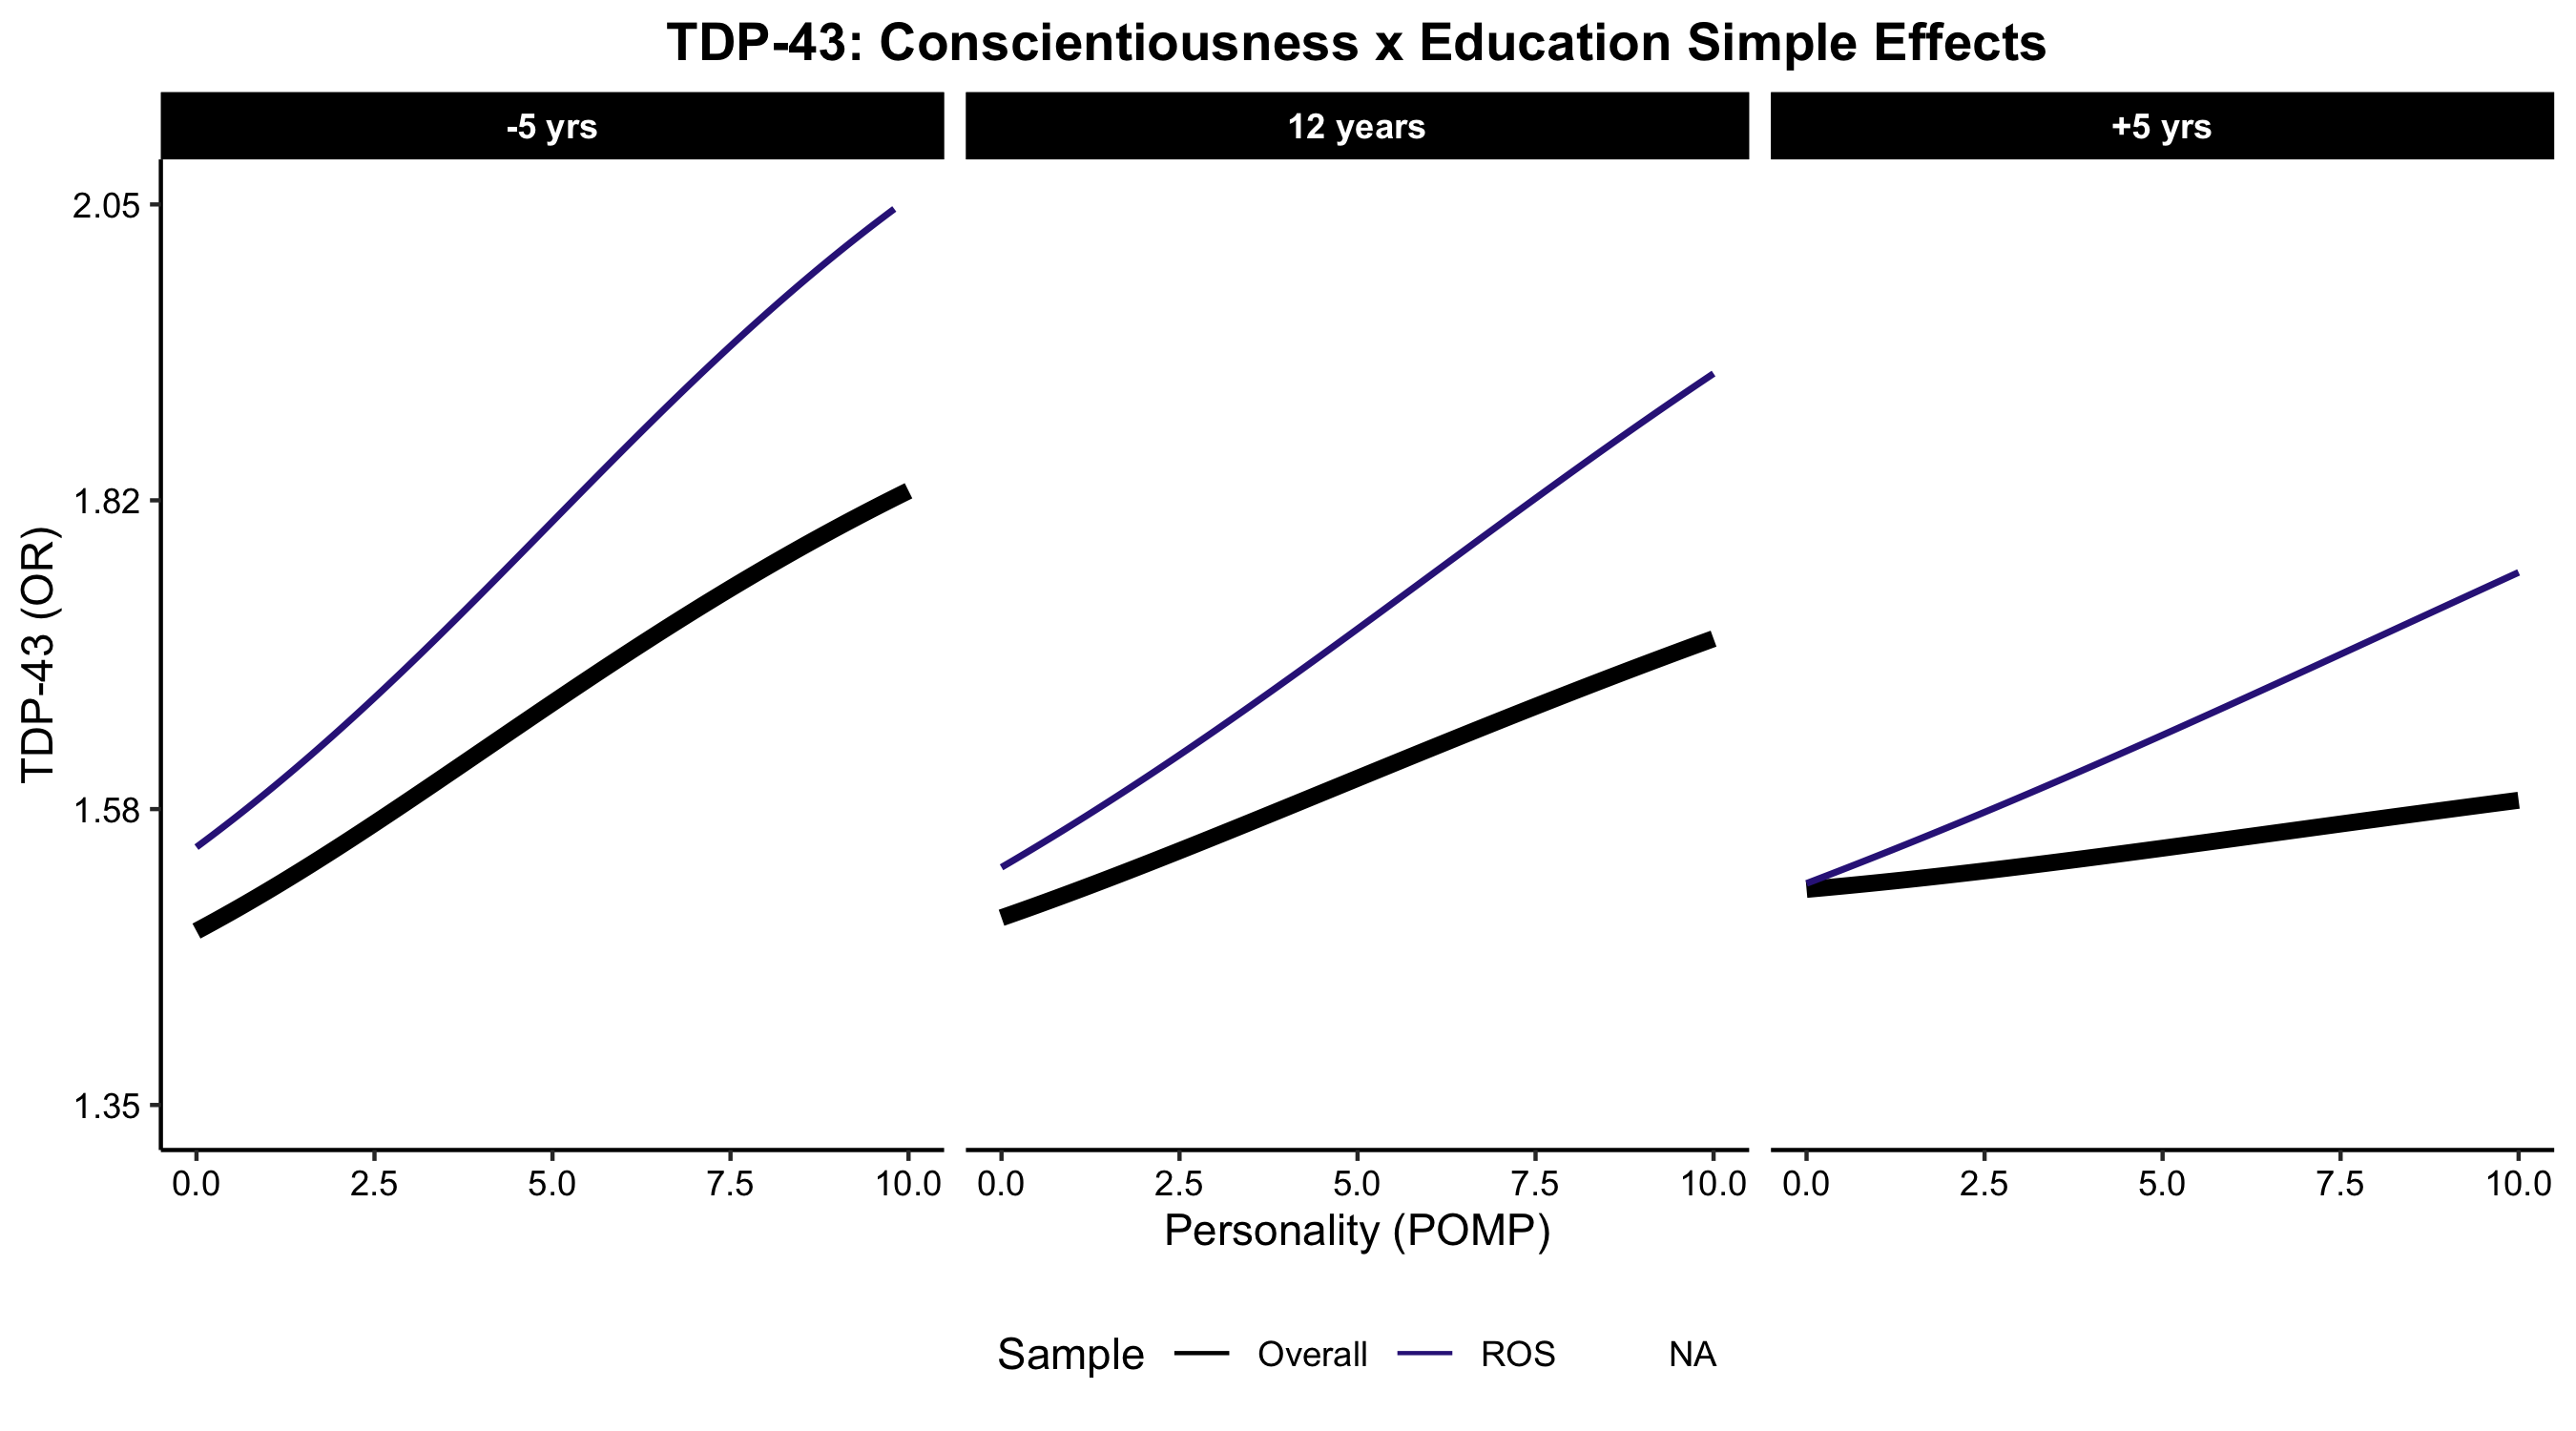 TDP-43: Conscientiousness x Education Simple Effects
-5 yrs 12 years +5 yrs
2.05
1.82
1.58
1.35
TDP-43 (OR)
0.0 2.5 5.0 7.5 10.0 0.0 2.5 5.0 7.5 10.0 0.0 2.5 5.0 7.5 10.0
Personality (POMP)
Sample Overall ROS NA